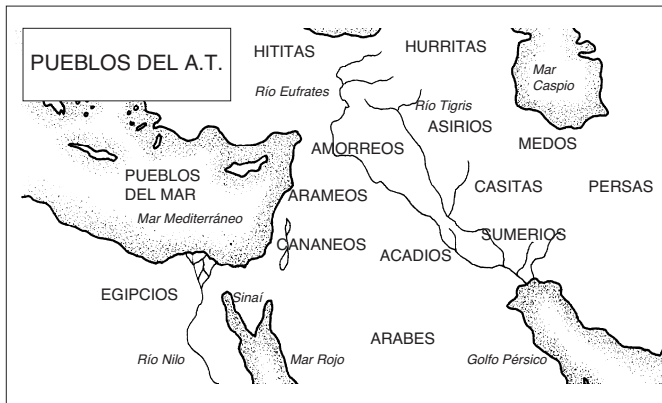 PUEBLOS DEL A.T.
HITITAS
HURRITAS
Mar
Caspio
Río Eufrates
Río Tigris
ASIRIOS
MEDOS
AMORREOS
PUEBLOS
DEL MAR
Mar Mediterráneo
ARAMEOS
CASITAS
PERSAS
CANANEOS
ACADIOS
SUMERIOS
EGIPCIOS
Sinaí
ARABES
Río Nilo
Mar Rojo
Golfo Pérsico